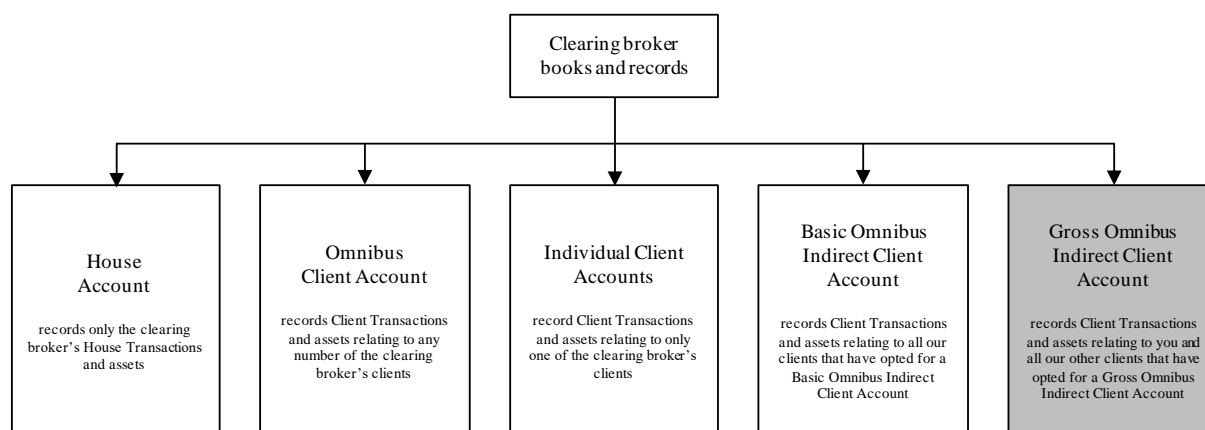 Clearing broker
books and records
House
Account
records only the clearing
broker's House Transactions
and assets
Omnibus
Client Account
records Client Transactions
and assets relating to any
number of the clearing
broker's clients
Individual Client
Accounts
record Client Transactions
and assets relating to only
one of the clearing broker's
clients
Basic Omnibus
Indirect Client
Account
records Client Transactions
and assets relating to all our
clients that have opted for a
Basic Omnibus Indirect
Client Account
Gross Omnibus
Indirect Client
Account
records Client Transactions
and assets relating to you and
all our other clients that have
opted for a Gross Omnibus
Indirect Client Account